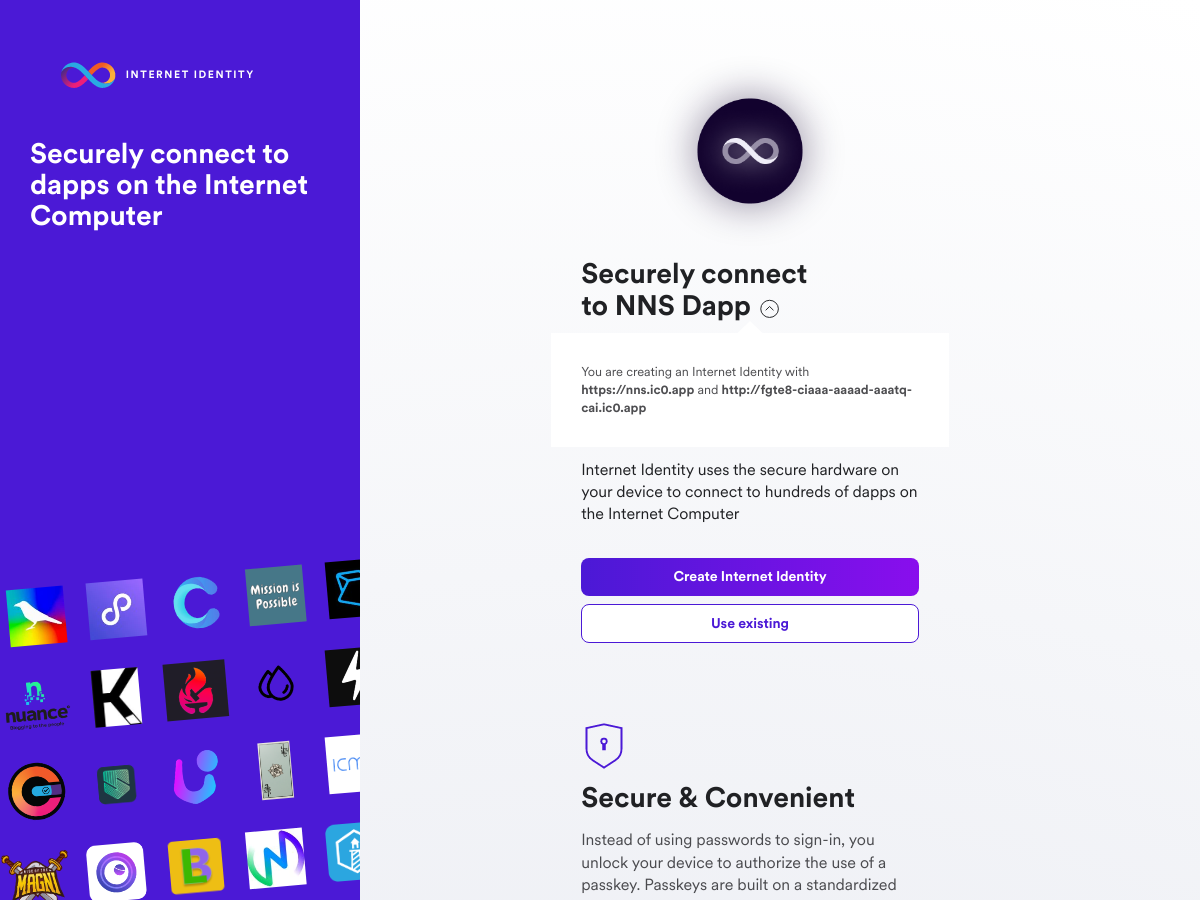 INTERNET IDENTITY
Securely connect to
dapps on the Internet
Computer
Mission is
Possible
nuance
ICM
MAGNI
Securely connect
to NNS Dapp
You are creating an Internet Identity with
https://nns.ic0.app and http://fgte8-ciaaa-aaaad-aaatq-
cai.ic0.app
Internet Identity uses the secure hardware on
your device to connect to hundreds of dapps on
the Internet Computer
Create Internet Identity
Use existing
Secure & Convenient
Instead of using passwords to sign-in, you
unlock your device to authorize the use of a
passkey. Passkeys are built on a standardized